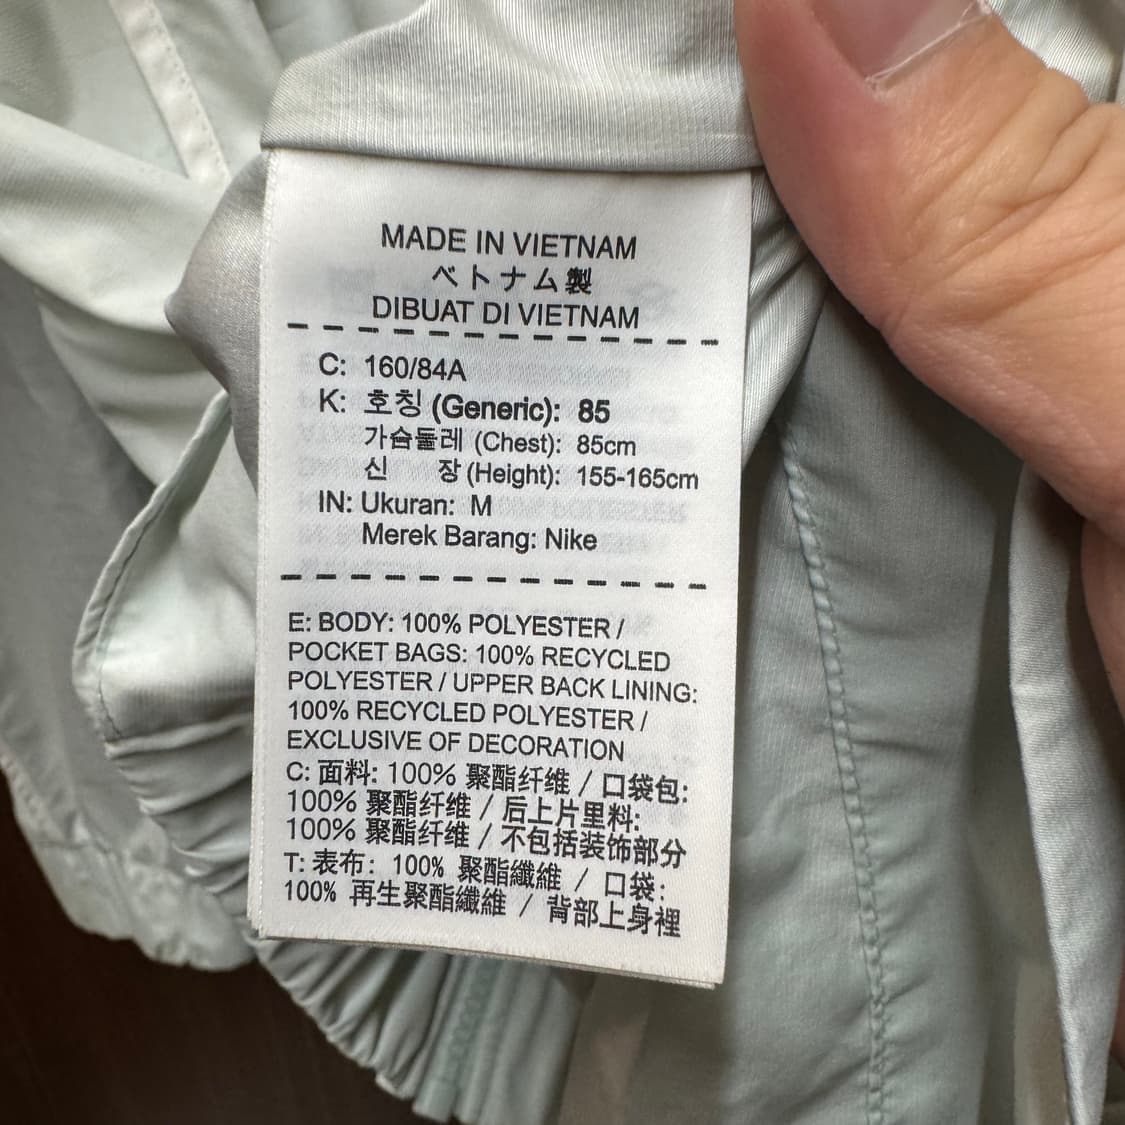 MADE IN VIETNAM
ベトナム製
DIBUAT DI VIETNAM
C: 160/84A
K: 호칭 (Generic): 85
가슴둘레 (Chest): 85cm
신 장 (Height): 155-165cm
IN: Ukuran: M
Merek Barang: Nike
E: BODY: 100% POLYESTER /
POCKET BAGS: 100% RECYCLED
POLYESTER / UPPER BACK LINING:
100% RECYCLED POLYESTER /
EXCLUSIVE OF DECORATION
C: 面料: 100% 聚酯纤维 / 口袋包:
100% 聚酯纤维 / 后上片里料:
100% 聚酯纤维 / 不包括装饰部分
T: 表布: 100% 聚酯纖維 / 口袋:
100% 再生聚酯纖維 / 背部上身裡